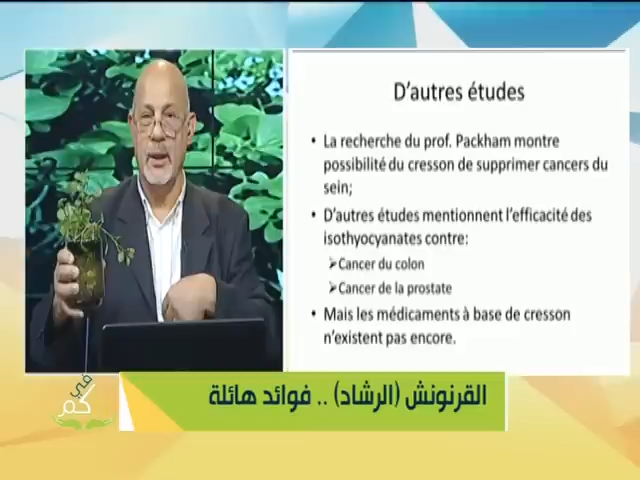 D'autres études
• La recherche du prof. Packham montre
possibilité du cresson de supprimer cancers du
sein;
• D'autres études mentionnent l'efficacité des
isothyocyanates contre:
➢Cancer du colon
➢Cancer de la prostate
• Mais les médicaments à base de cresson
n'existent pas encore.
القرنونش (الرشاد) .. فوائد هائلة
في
كم